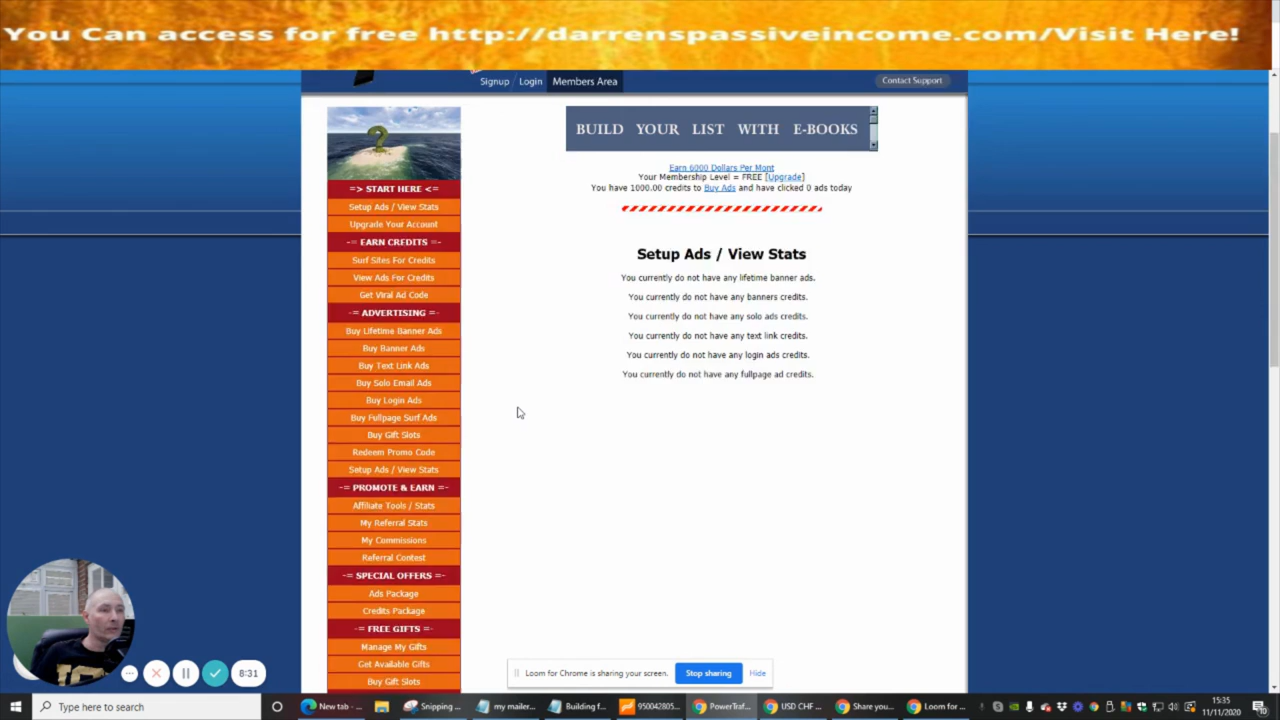 You Can access for free http://darrenspassiveincome.com/Visit Here!
Signup / Login
Members Area
Contact Support
?
BUILD YOUR LIST WITH E-BOOKS
Earn 6000 Dollars Per Mont
Your Membership Level = FREE [Upgrade]
You have 1000.00 credits to Buy Ads and have clicked 0 ads today
=> START HERE <=
Setup Ads / View Stats
Upgrade Your Account
-= EARN CREDITS =-
Surf Sites For Credits
View Ads For Credits
Get Viral Ad Code
-= ADVERTISING =-
Buy Lifetime Banner Ads
Buy Banner Ads
Buy Text Link Ads
Buy Solo Email Ads
Buy Login Ads
Buy Fullpage Surf Ads
Buy Gift Slots
Redeem Promo Code
Setup Ads / View Stats
-= PROMOTE & EARN =-
Affiliate Tools / Stats
My Referral Stats
My Commissions
Referral Contest
-= SPECIAL OFFERS =-
Ads Package
Credits Package
-= FREE GIFTS =-
Manage My Gifts
Get Available Gifts
Buy Gift Slots
Setup Ads / View Stats
You currently do not have any lifetime banner ads.
You currently do not have any banners credits.
You currently do not have any solo ads credits.
You currently do not have any text link credits.
You currently do not have any login ads credits.
You currently do not have any fullpage ad credits.
8:31
Loom for Chrome is sharing your screen.
Stop sharing
Hide
Type here to search
New tab -
Snipping ...
my mailer...
Building f...
950042805...
PowerTraf...
USD CHF ...
Share you...
Loom for ...
15:35
11/11/2020
10